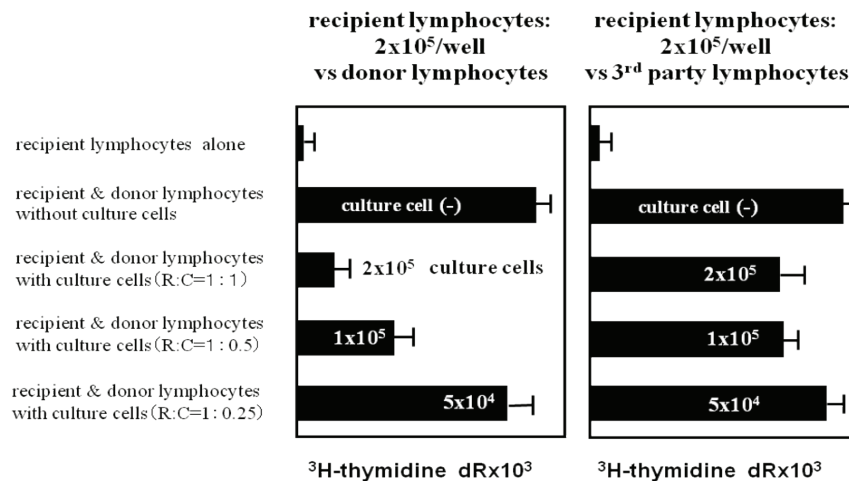 recipient lymphocytes:
2x10⁵/well
vs donor lymphocytes
recipient lymphocytes:
2x10⁵/well
vs 3ʳᵈ party lymphocytes
recipient lymphocytes alone
recipient & donor lymphocytes
without culture cells
culture cell (-)
culture cell (-)
recipient & donor lymphocytes
with culture cells(R:C=1:1)
2x10⁵ culture cells
2x10⁵
recipient & donor lymphocytes
with culture cells(R:C=1:0.5)
1x10⁵
1x10⁵
recipient & donor lymphocytes
with culture cells(R:C=1:0.25)
5x10⁴
5x10⁴
³H-thymidine dRx10³
³H-thymidine dRx10³